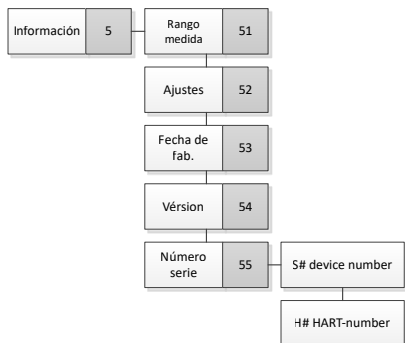 Información 5
Rango
medida 51
Ajustes 52
Fecha de
fab. 53
Vérsion 54
Número
serie 55
S# device number
H# HART-number